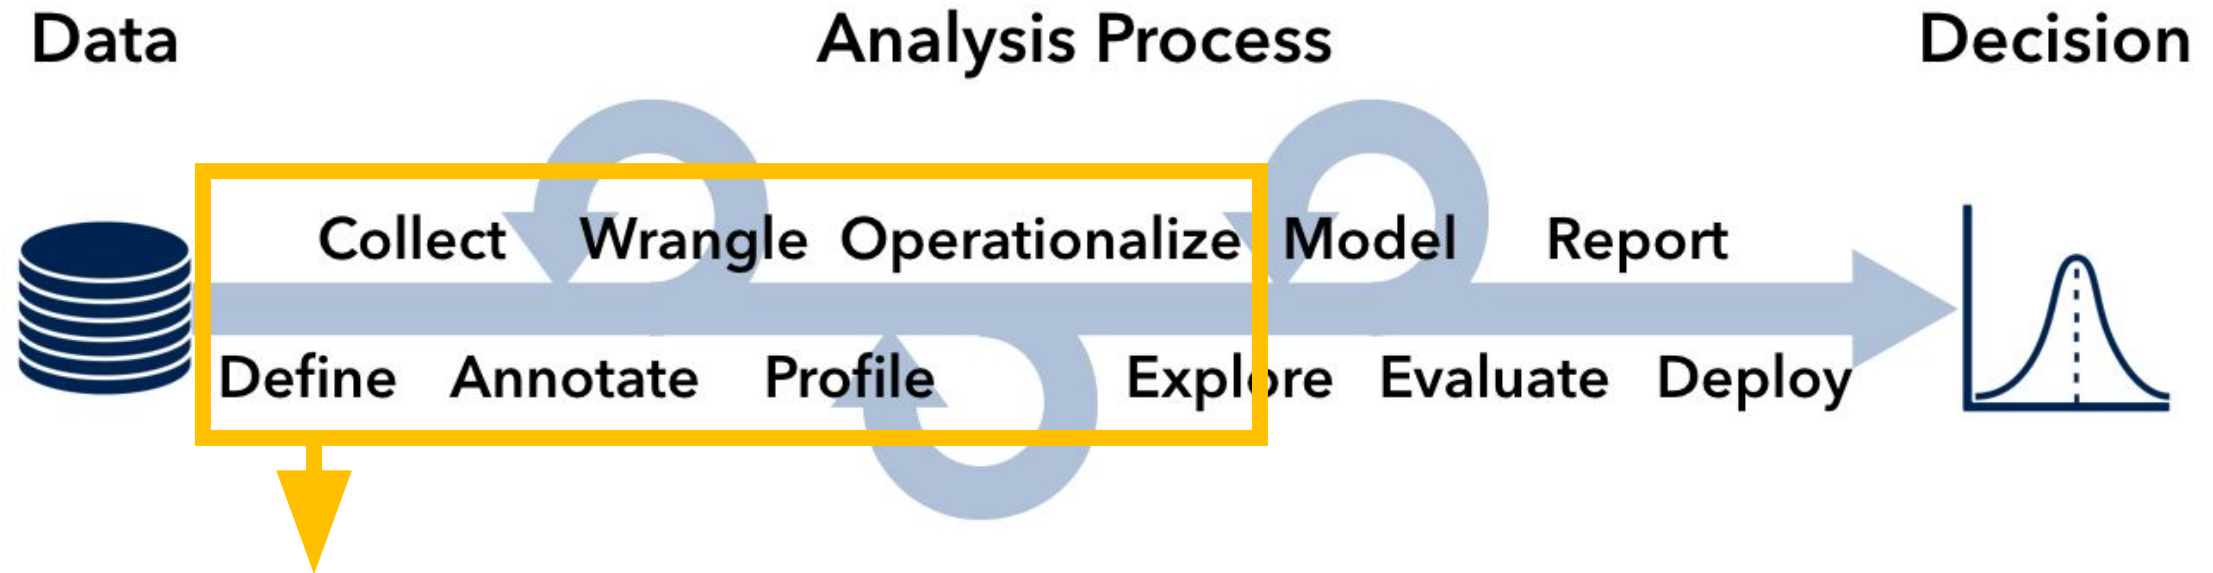 Data Analysis Process Decision
Collect Wrangle Operationalize Model Report
Define Annotate Profile Explore Evaluate Deploy